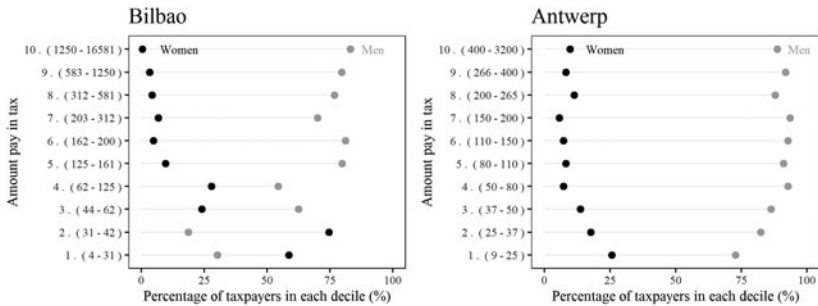 Bilbao
10 . ( 1250 - 16581 )
Women
Men
9 . ( 583 - 1250 )
8 . ( 312 - 581 )
7 . ( 203 - 312 )
6 . ( 162 - 200 )
5 . ( 125 - 161 )
4 . ( 62 - 125 )
3 . ( 44 - 62 )
2 . ( 31 - 42 )
1 . ( 4 - 31 )
Amount pay in tax
0 25 50 75 100
Percentage of taxpayers in each decile (%)
Antwerp
10 . ( 400 - 3200 )
Women
Men
9 . ( 266 - 400 )
8 . ( 200 - 265 )
7 . ( 150 - 200 )
6 . ( 110 - 150 )
5 . ( 80 - 110 )
4 . ( 50 - 80 )
3 . ( 37 - 50 )
2 . ( 25 - 37 )
1 . ( 9 - 25 )
Amount pay in tax
0 25 50 75 100
Percentage of taxpayers in each decile (%)